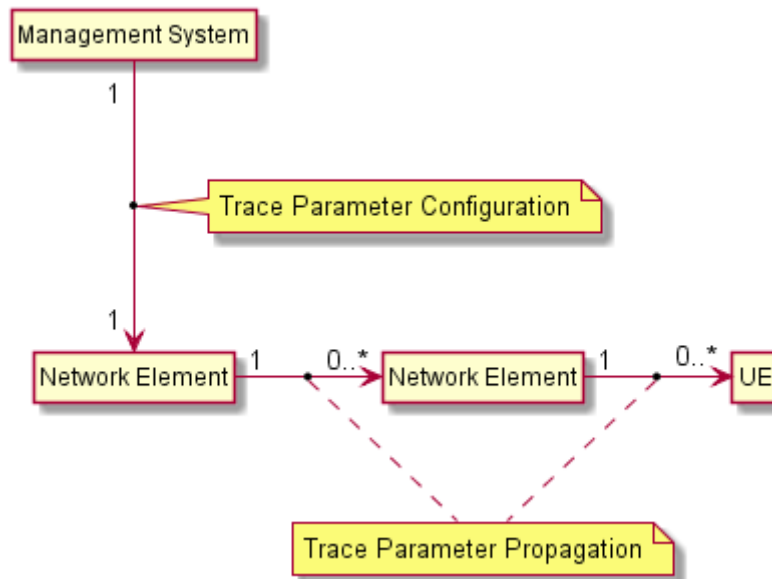 Management System
1
Trace Parameter Configuration
1
Network Element
1
0..*
Network Element
1
0..*
UE
Trace Parameter Propagation